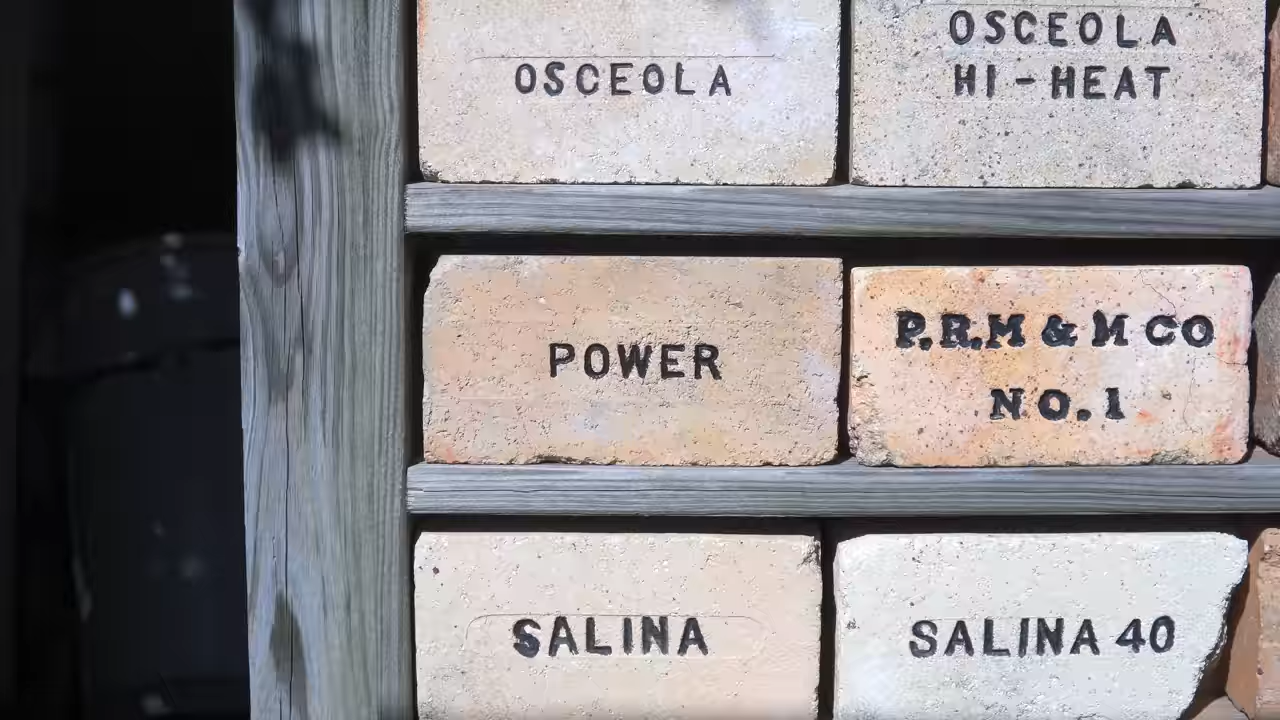 OSCEOLA
OSCEOLA
HI-HEAT
POWER
P.R.M & M CO
NO.1
SALINA
SALINA 40